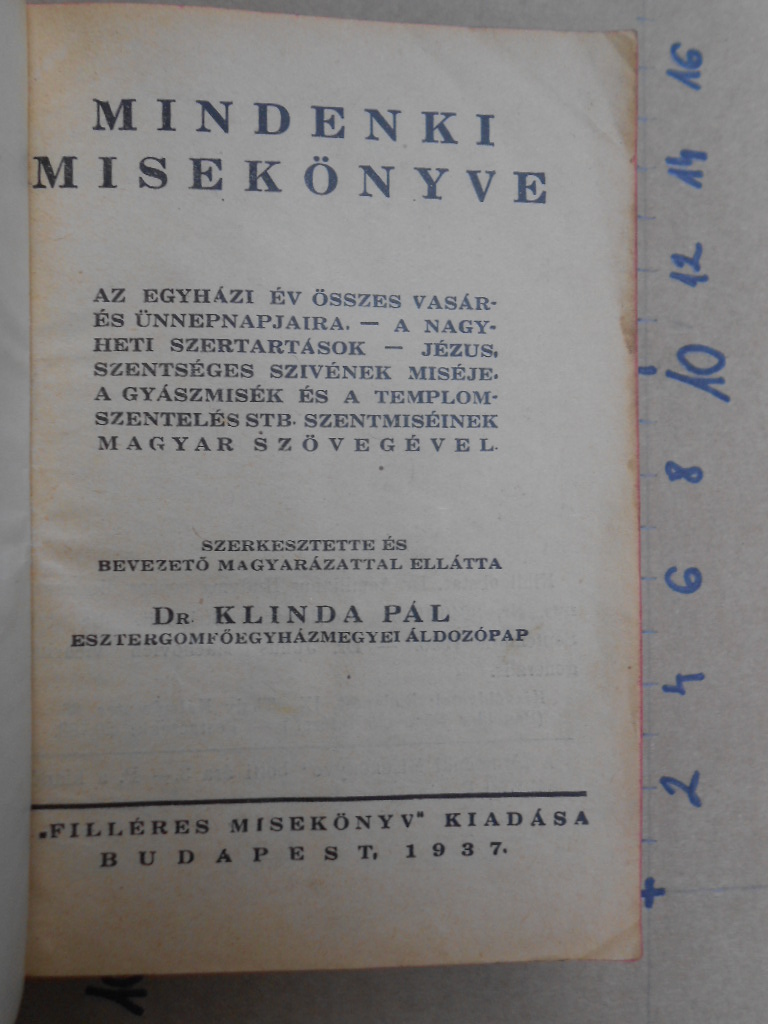 MINDENKI
MISEKÖNYVE
AZ EGYHÁZI ÉV ÖSSZES VASÁR-
ÉS ÜNNEPNAPJAIRA. — A NAGY-
HETI SZERTARTÁSOK — JÉZUS,
SZENTSÉGES SZIVÉNEK MISÉJE.
A GYÁSZMISÉK ÉS A TEMPLOM-
SZENTELÉS STB. SZENTMISÉINEK
MAGYAR SZÖVEGÉVEL.
SZERKESZTETTE ÉS
BEVEZETŐ MAGYARÁZATTAL ELLÁTTA
DR. KLINDA PÁL
ESZTERGOMFŐEGYHÁZMEGYEI ÁLDOZÓPAP
„FILLÉRES MISEKÖNYV" KIADÁSA
BUDAPEST, 1937.
16
14
12
10
8
6
4
2